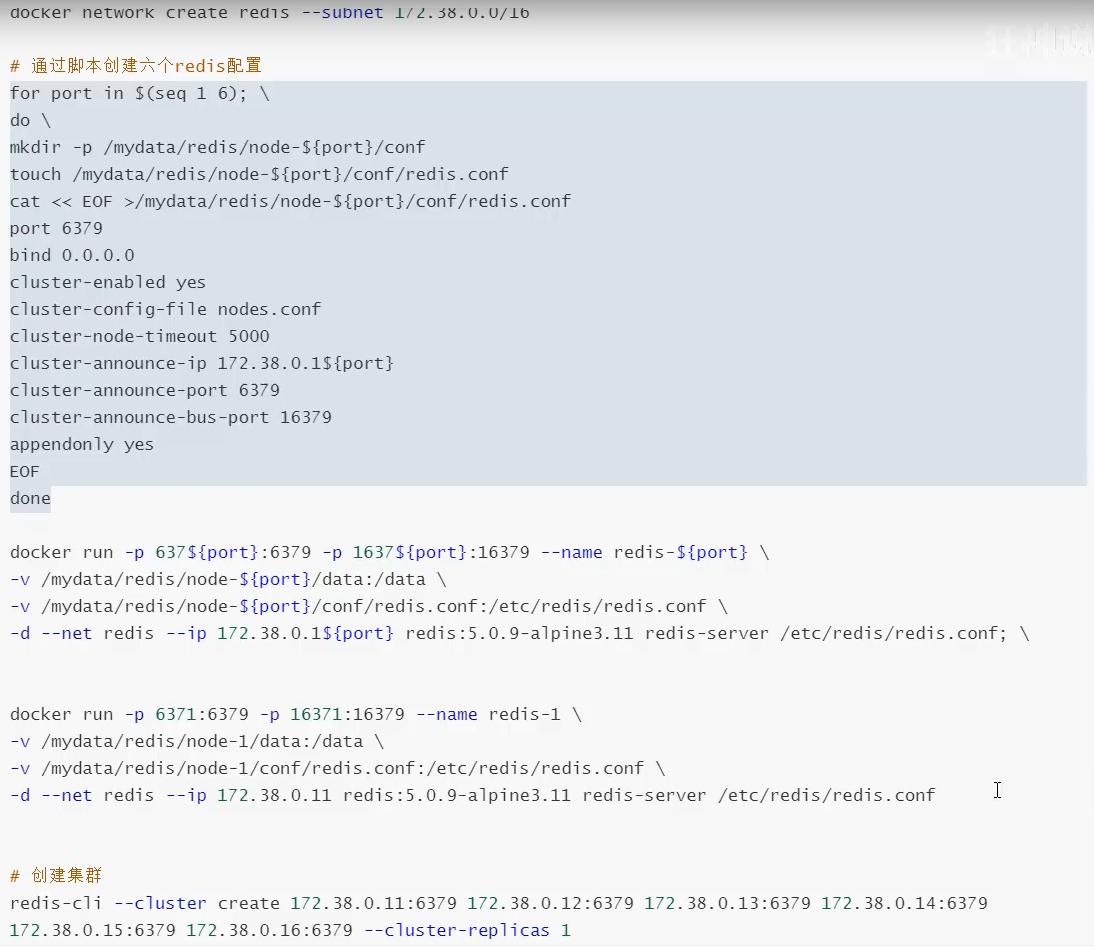 docker network create redis --subnet 172.38.0.0/16
# 通过脚本创建六个redis配置
for port in $(seq 1 6); \
do \
mkdir -p /mydata/redis/node-${port}/conf
touch /mydata/redis/node-${port}/conf/redis.conf
cat << EOF >/mydata/redis/node-${port}/conf/redis.conf
port 6379
bind 0.0.0.0
cluster-enabled yes
cluster-config-file nodes.conf
cluster-node-timeout 5000
cluster-announce-ip 172.38.0.1${port}
cluster-announce-port 6379
cluster-announce-bus-port 16379
appendonly yes
EOF
done
docker run -p 637${port}:6379 -p 1637${port}:16379 --name redis-${port} \
-v /mydata/redis/node-${port}/data:/data \
-v /mydata/redis/node-${port}/conf/redis.conf:/etc/redis/redis.conf \
-d --net redis --ip 172.38.0.1${port} redis:5.0.9-alpine3.11 redis-server /etc/redis/redis.conf; \
docker run -p 6371:6379 -p 16371:16379 --name redis-1 \
-v /mydata/redis/node-1/data:/data \
-v /mydata/redis/node-1/conf/redis.conf:/etc/redis/redis.conf \
-d --net redis --ip 172.38.0.11 redis:5.0.9-alpine3.11 redis-server /etc/redis/redis.conf
# 创建集群
redis-cli --cluster create 172.38.0.11:6379 172.38.0.12:6379 172.38.0.13:6379 172.38.0.14:6379
172.38.0.15:6379 172.38.0.16:6379 --cluster-replicas 1